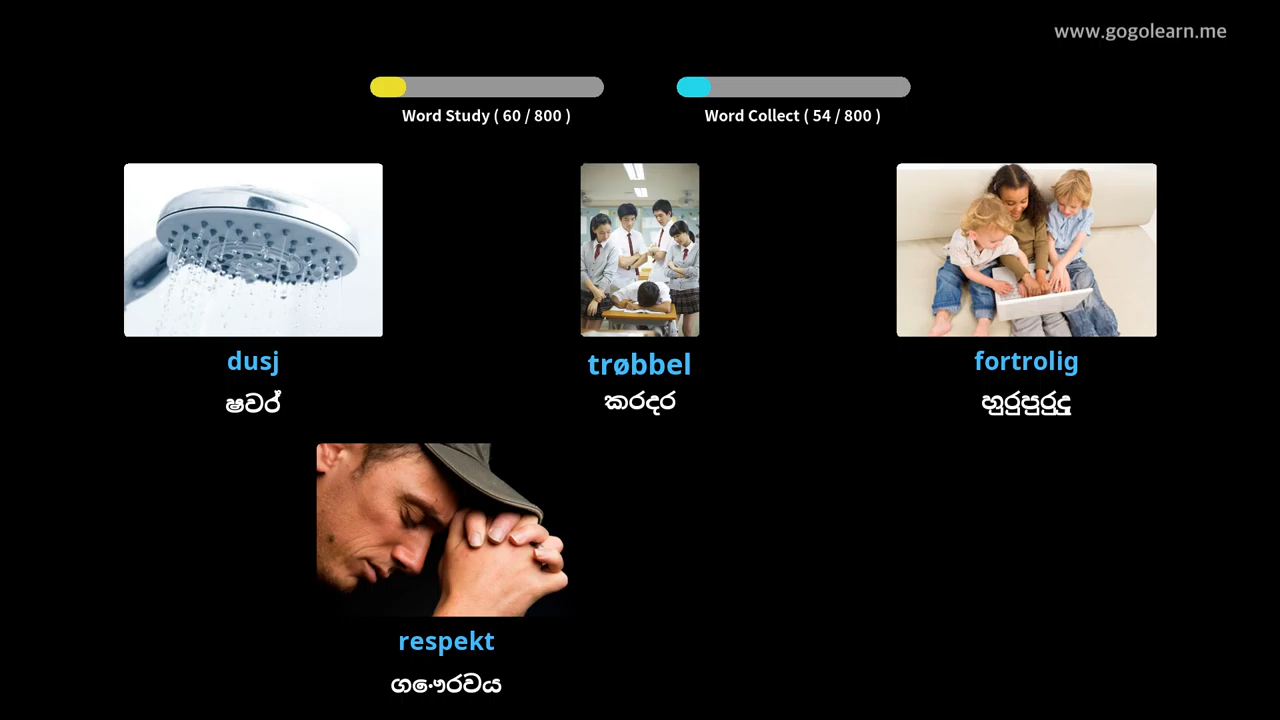 www.gogolearn.me
Word Study ( 60 / 800 )
Word Collect ( 54 / 800 )
dusj
trøbbel
fortrolig
ෂවර්
කරදර
හුරුපුරුදු
respekt
ගෞරවය